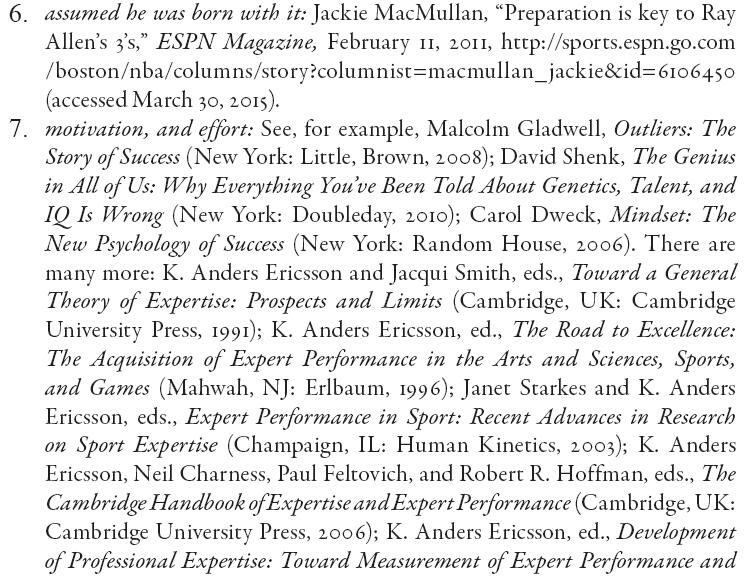 6. assumed he was born with it: Jackie MacMullan, “Preparation is key to Ray
Allen’s 3’s,” ESPN Magazine, February 11, 2011, http://sports.espn.go.com
/boston/nba/columns/story?columnist=macmullan_jackie&id=6106450
(accessed March 30, 2015).
7. motivation, and effort: See, for example, Malcolm Gladwell, Outliers: The
Story of Success (New York: Little, Brown, 2008); David Shenk, The Genius
in All of Us: Why Everything You’ve Been Told About Genetics, Talent, and
IQ Is Wrong (New York: Doubleday, 2010); Carol Dweck, Mindset: The
New Psychology of Success (New York: Random House, 2006). There are
many more: K. Anders Ericsson and Jacqui Smith, eds., Toward a General
Theory of Expertise: Prospects and Limits (Cambridge, UK: Cambridge
University Press, 1991); K. Anders Ericsson, ed., The Road to Excellence:
The Acquisition of Expert Performance in the Arts and Sciences, Sports,
and Games (Mahwah, NJ: Erlbaum, 1996); Janet Starkes and K. Anders
Ericsson, eds., Expert Performance in Sport: Recent Advances in Research
on Sport Expertise (Champaign, IL: Human Kinetics, 2003); K. Anders
Ericsson, Neil Charness, Paul Feltovich, and Robert R. Hoffman, eds., The
Cambridge Handbook of Expertise and Expert Performance (Cambridge, UK:
Cambridge University Press, 2006); K. Anders Ericsson, ed., Development
of Professional Expertise: Toward Measurement of Expert Performance and